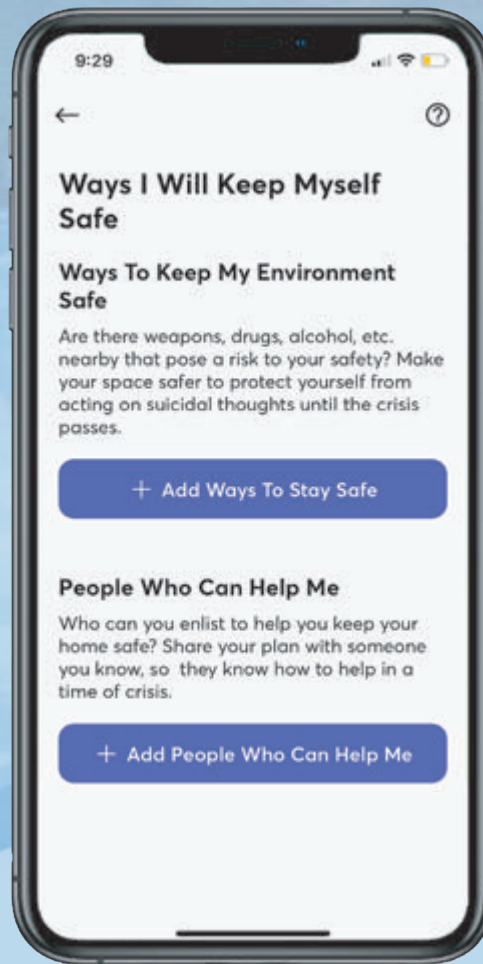 9:29
Ways I Will Keep Myself
Safe
Ways To Keep My Environment
Safe
Are there weapons, drugs, alcohol, etc.
nearby that pose a risk to your safety? Make
your space safer to protect yourself from
acting on suicidal thoughts until the crisis
passes.
+ Add Ways To Stay Safe
People Who Can Help Me
Who can you enlist to help you keep your
home safe? Share your plan with someone
you know, so they know how to help in a
time of crisis.
+ Add People Who Can Help Me